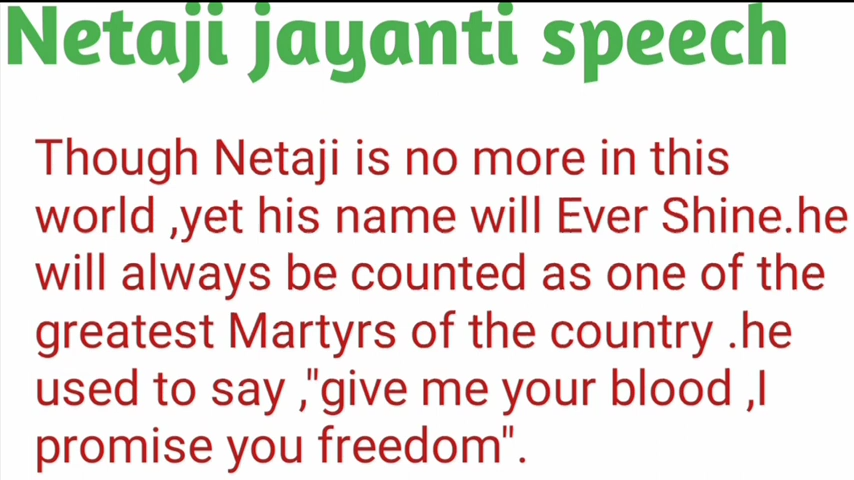 Netaji jayanti speech
Though Netaji is no more in this
world ,yet his name will Ever Shine.he
will always be counted as one of the
greatest Martyrs of the country .he
used to say ,"give me your blood ,I
promise you freedom".